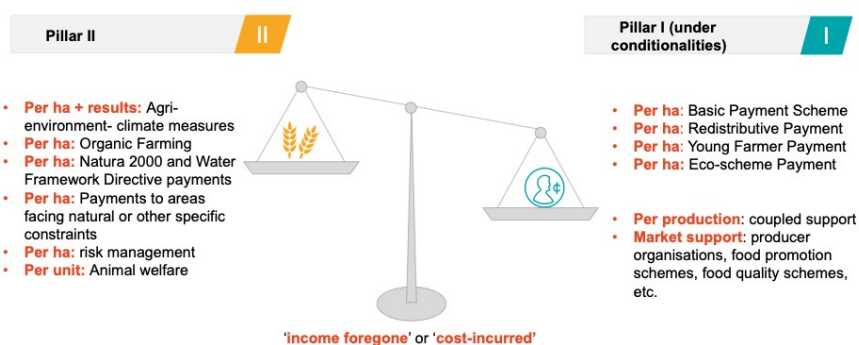 Pillar II
II
Pillar I (under
conditionalities)
I
• Per ha + results: Agri-
environment- climate measures
• Per ha: Organic Farming
• Per ha: Natura 2000 and Water
Framework Directive payments
• Per ha: Payments to areas
facing natural or other specific
constraints
• Per ha: risk management
• Per unit: Animal welfare
¢
• Per ha: Basic Payment Scheme
• Per ha: Redistributive Payment
• Per ha: Young Farmer Payment
• Per ha: Eco-scheme Payment
• Per production: coupled support
• Market support: producer
organisations, food promotion
schemes, food quality schemes,
etc.
'income foregone' or 'cost-incurred'